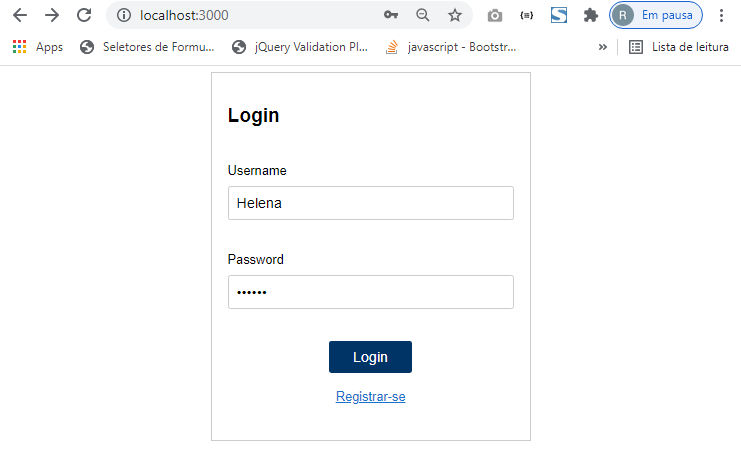 localhost:3000
R Em pausa
Apps Seletores de Formu... jQuery Validation Pl... javascript - Bootstr... » Lista de leitura
Login
Username
Helena
Password
••••••
Login
Registrar-se